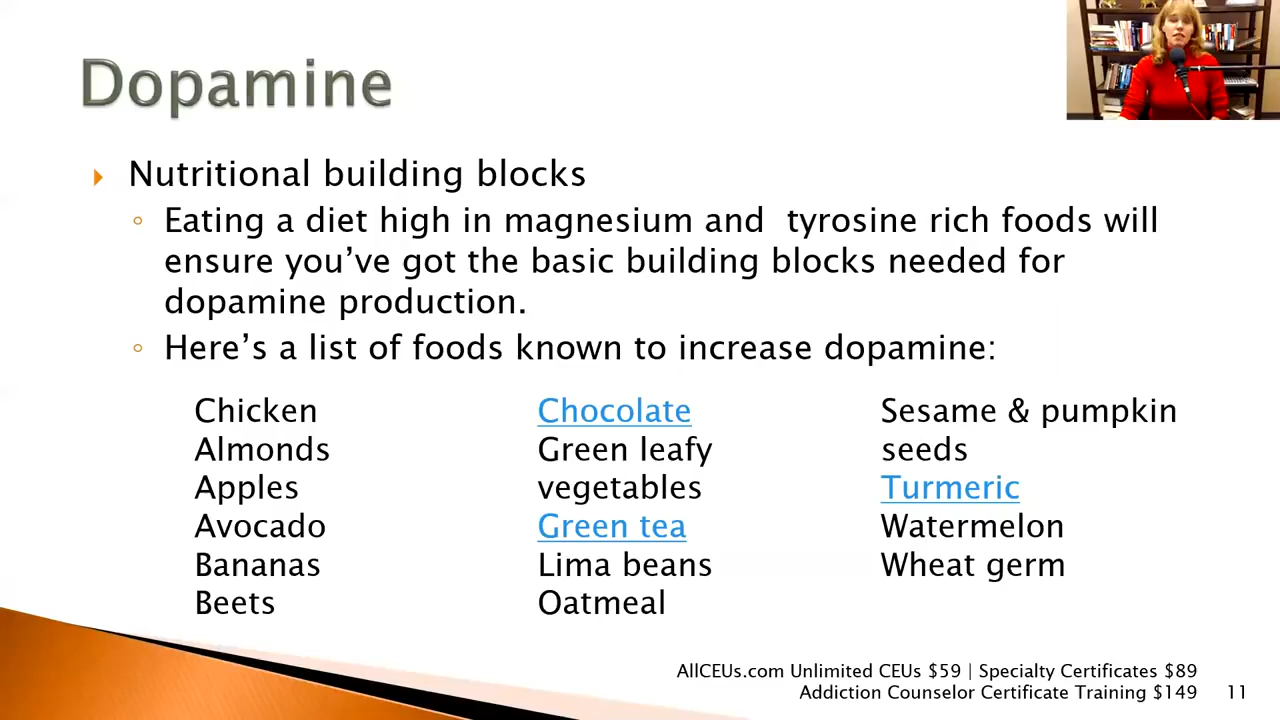 Dopamine
Nutritional building blocks
Eating a diet high in magnesium and  tyrosine rich foods will
ensure you’ve got the basic building blocks needed for
dopamine production.
Here’s a list of foods known to increase dopamine:
Chicken
Almonds
Apples
Avocado
Bananas
Beets
Chocolate
Green leafy
vegetables
Green tea
Lima beans
Oatmeal
Sesame & pumpkin
seeds
Turmeric
Watermelon
Wheat germ
AllCEUs.com Unlimited CEUs $59 | Specialty Certificates $89
Addiction Counselor Certificate Training $149
11